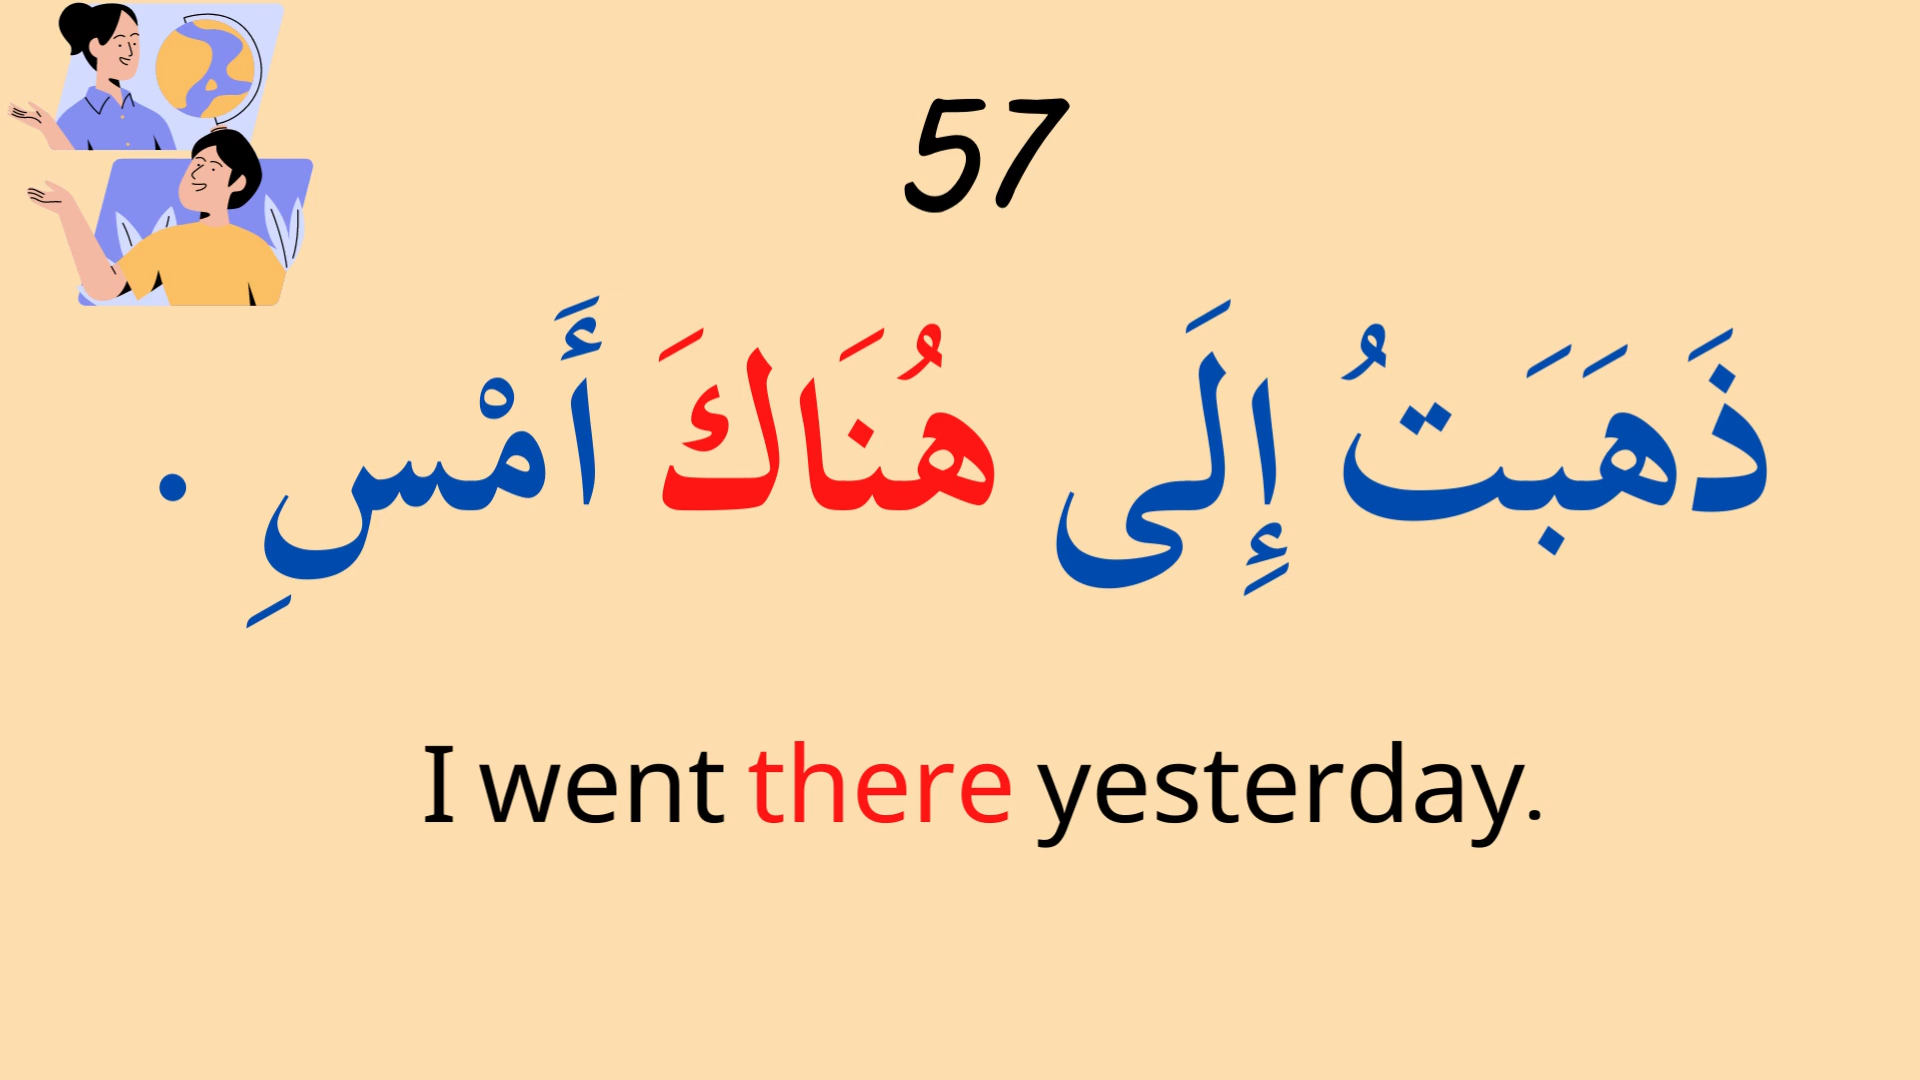 57
ذَهَبَتُ إِلَى هُنَاكَ أَمْسِ .
I went there yesterday.